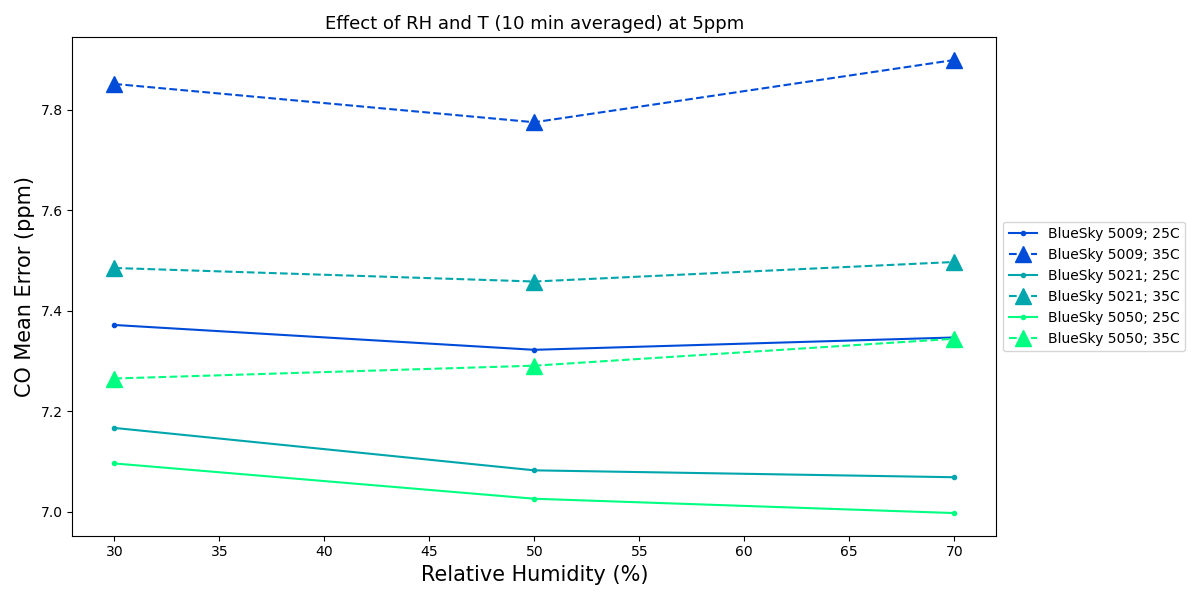 Effect of RH and T (10 min averaged) at 5ppm
CO Mean Error (ppm)
7.8
7.6
7.4
7.2
7.0
30 35 40 45 50 55 60 65 70
Relative Humidity (%)
BlueSky 5009; 25C
BlueSky 5009; 35C
BlueSky 5021; 25C
BlueSky 5021; 35C
BlueSky 5050; 25C
BlueSky 5050; 35C